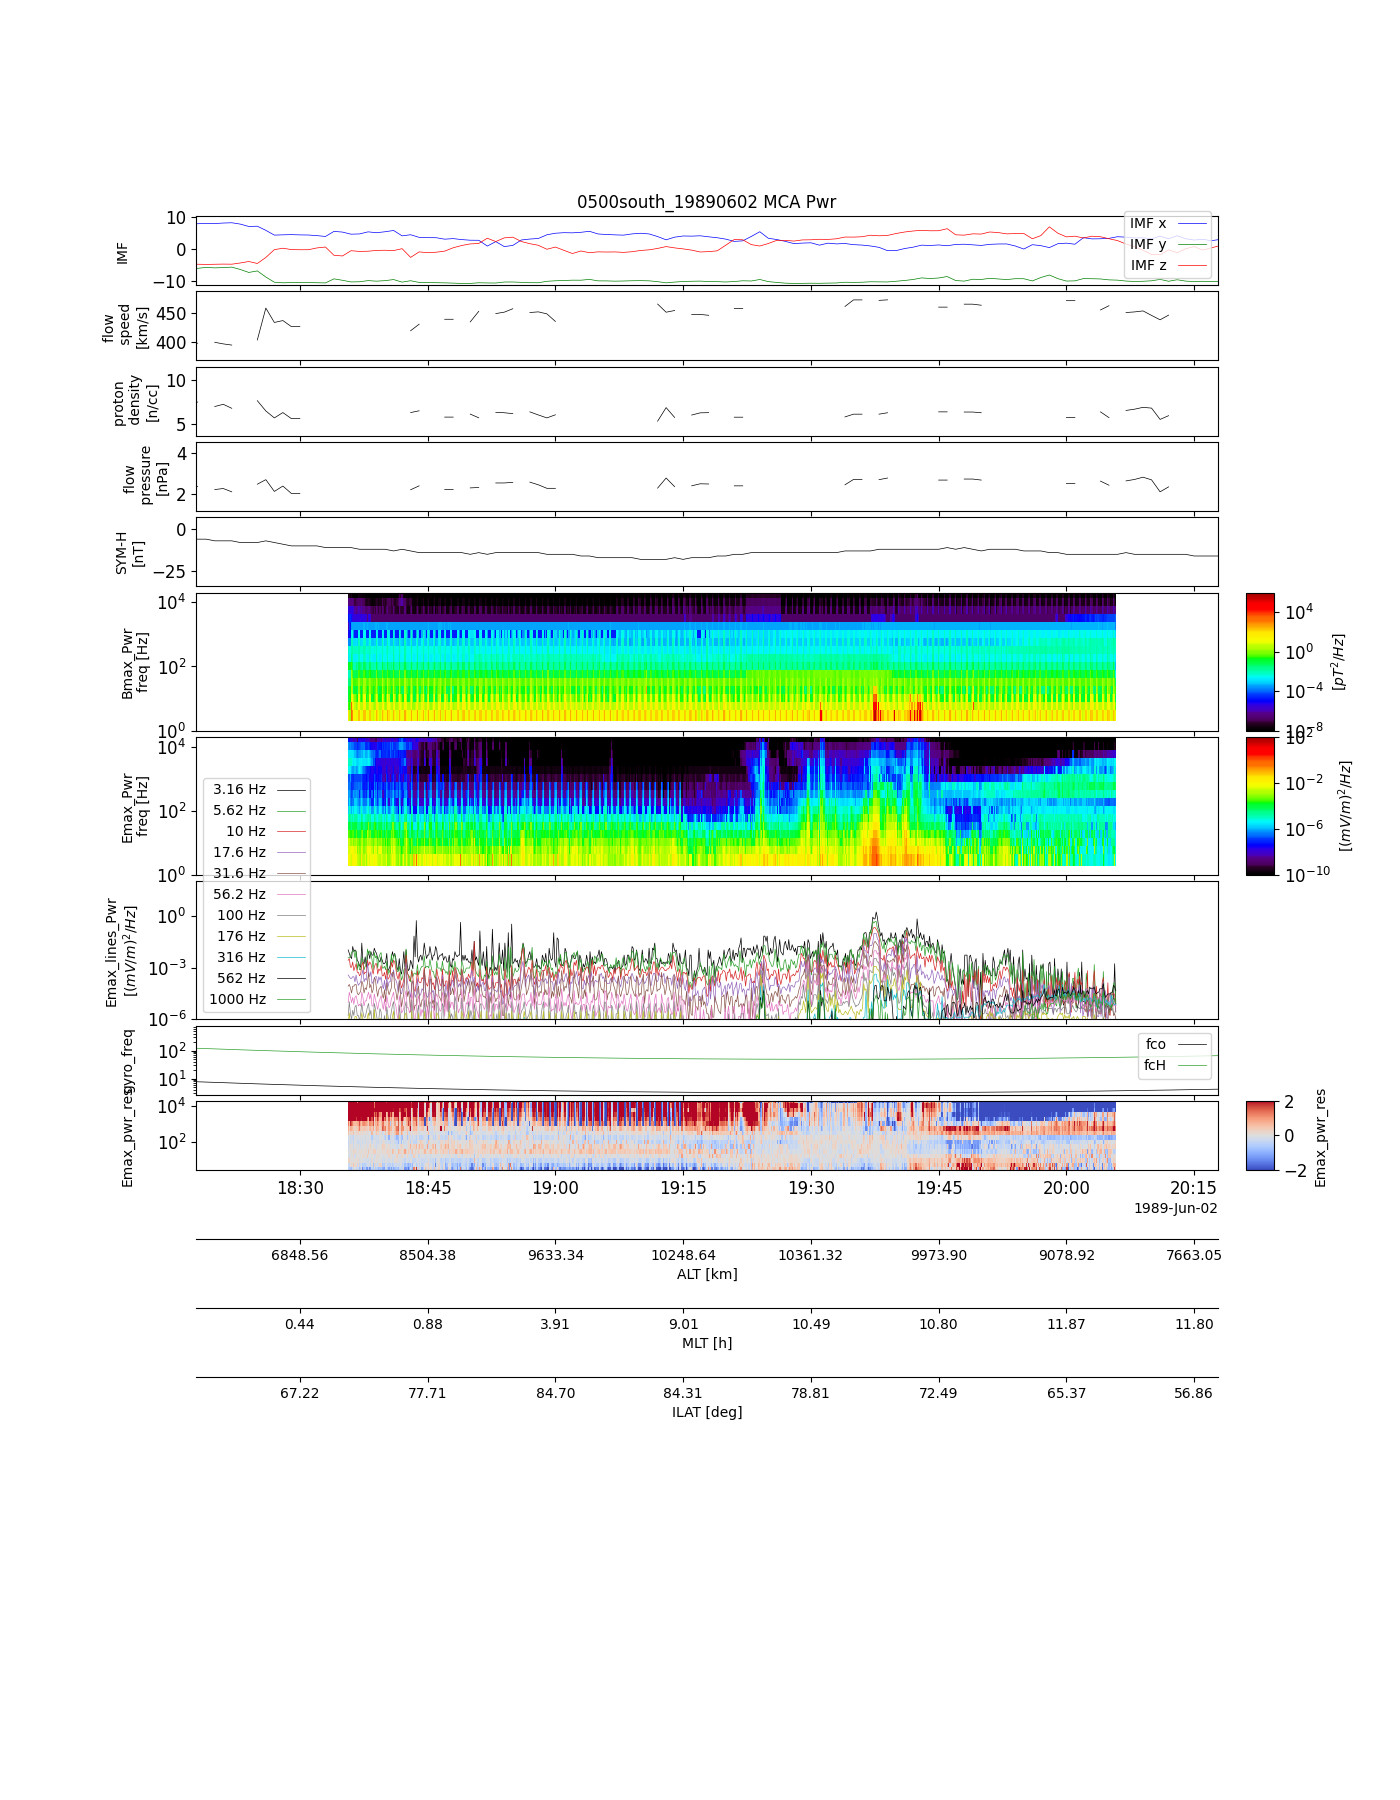 0500south_19890602 MCA Pwr
10
0
−10
IMF
IMF x
IMF y
IMF z
450
400
flow
speed
[km/s]
10
5
proton
density
[n/cc]
4
2
flow
pressure
[nPa]
0
−25
SYM-H
[nT]
10^4
10^2
10^0
Bmax_Pwr
freq [Hz]
10^4
10^0
10^−4
10^−8
[pT^2/Hz]
10^4
10^2
10^0
Emax_Pwr
freq [Hz]
10^2
10^−2
10^−6
10^−10
[(mV/m)^2/Hz]
3.16 Hz
5.62 Hz
10 Hz
17.6 Hz
31.6 Hz
56.2 Hz
100 Hz
176 Hz
316 Hz
562 Hz
1000 Hz
10^0
10^−3
10^−6
Emax_lines_Pwr
[(mV/m)^2/Hz]
10^2
10^1
gyro_freq
fco
fcH
10^4
10^2
Emax_pwr_res
2
0
−2
Emax_pwr_res
18:30 18:45 19:00 19:15 19:30 19:45 20:00 20:15
1989-Jun-02
6848.56 8504.38 9633.34 10248.64 10361.32 9973.90 9078.92 7663.05
ALT [km]
0.44 0.88 3.91 9.01 10.49 10.80 11.87 11.80
MLT [h]
67.22 77.71 84.70 84.31 78.81 72.49 65.37 56.86
ILAT [deg]